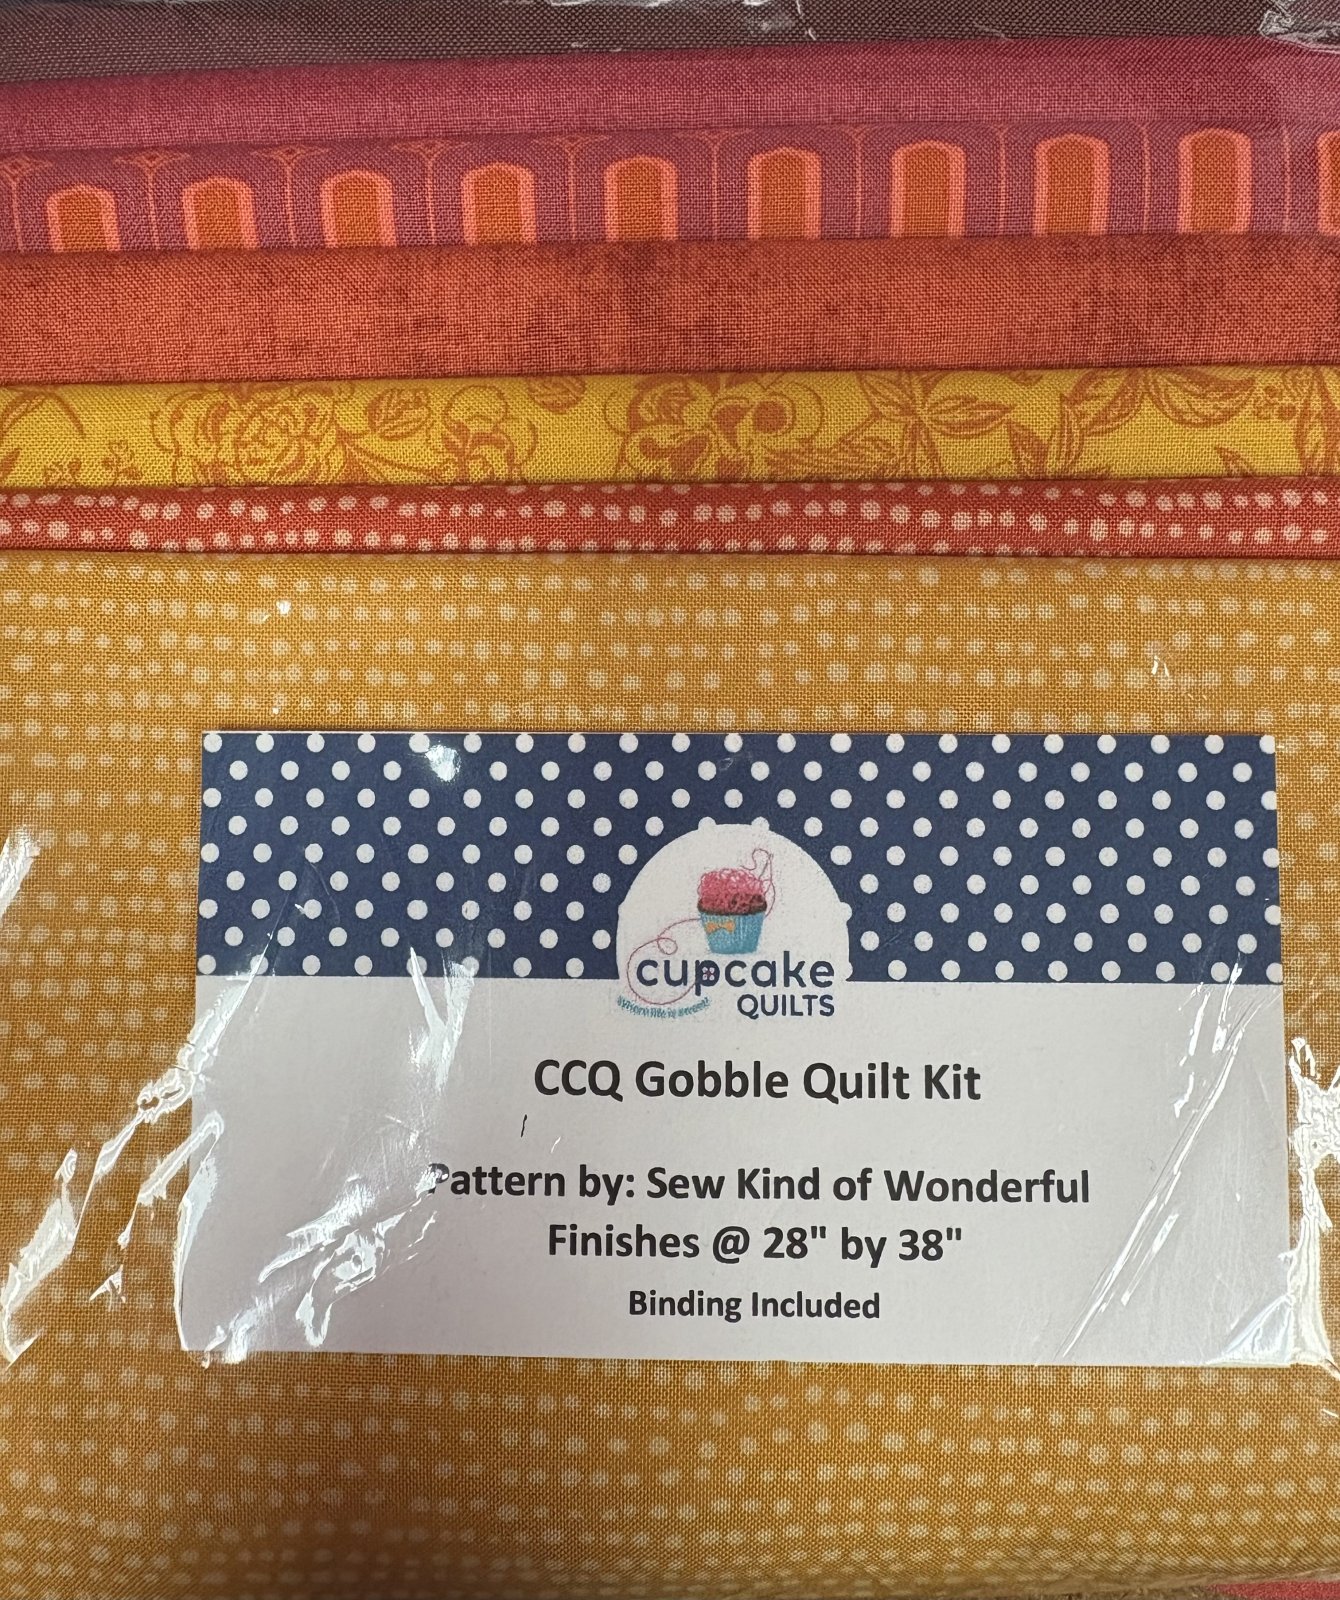 cupcake
QUILTS
CCQ Gobble Quilt Kit
Pattern by: Sew Kind of Wonderful
Finishes @ 28" by 38"
Binding Included